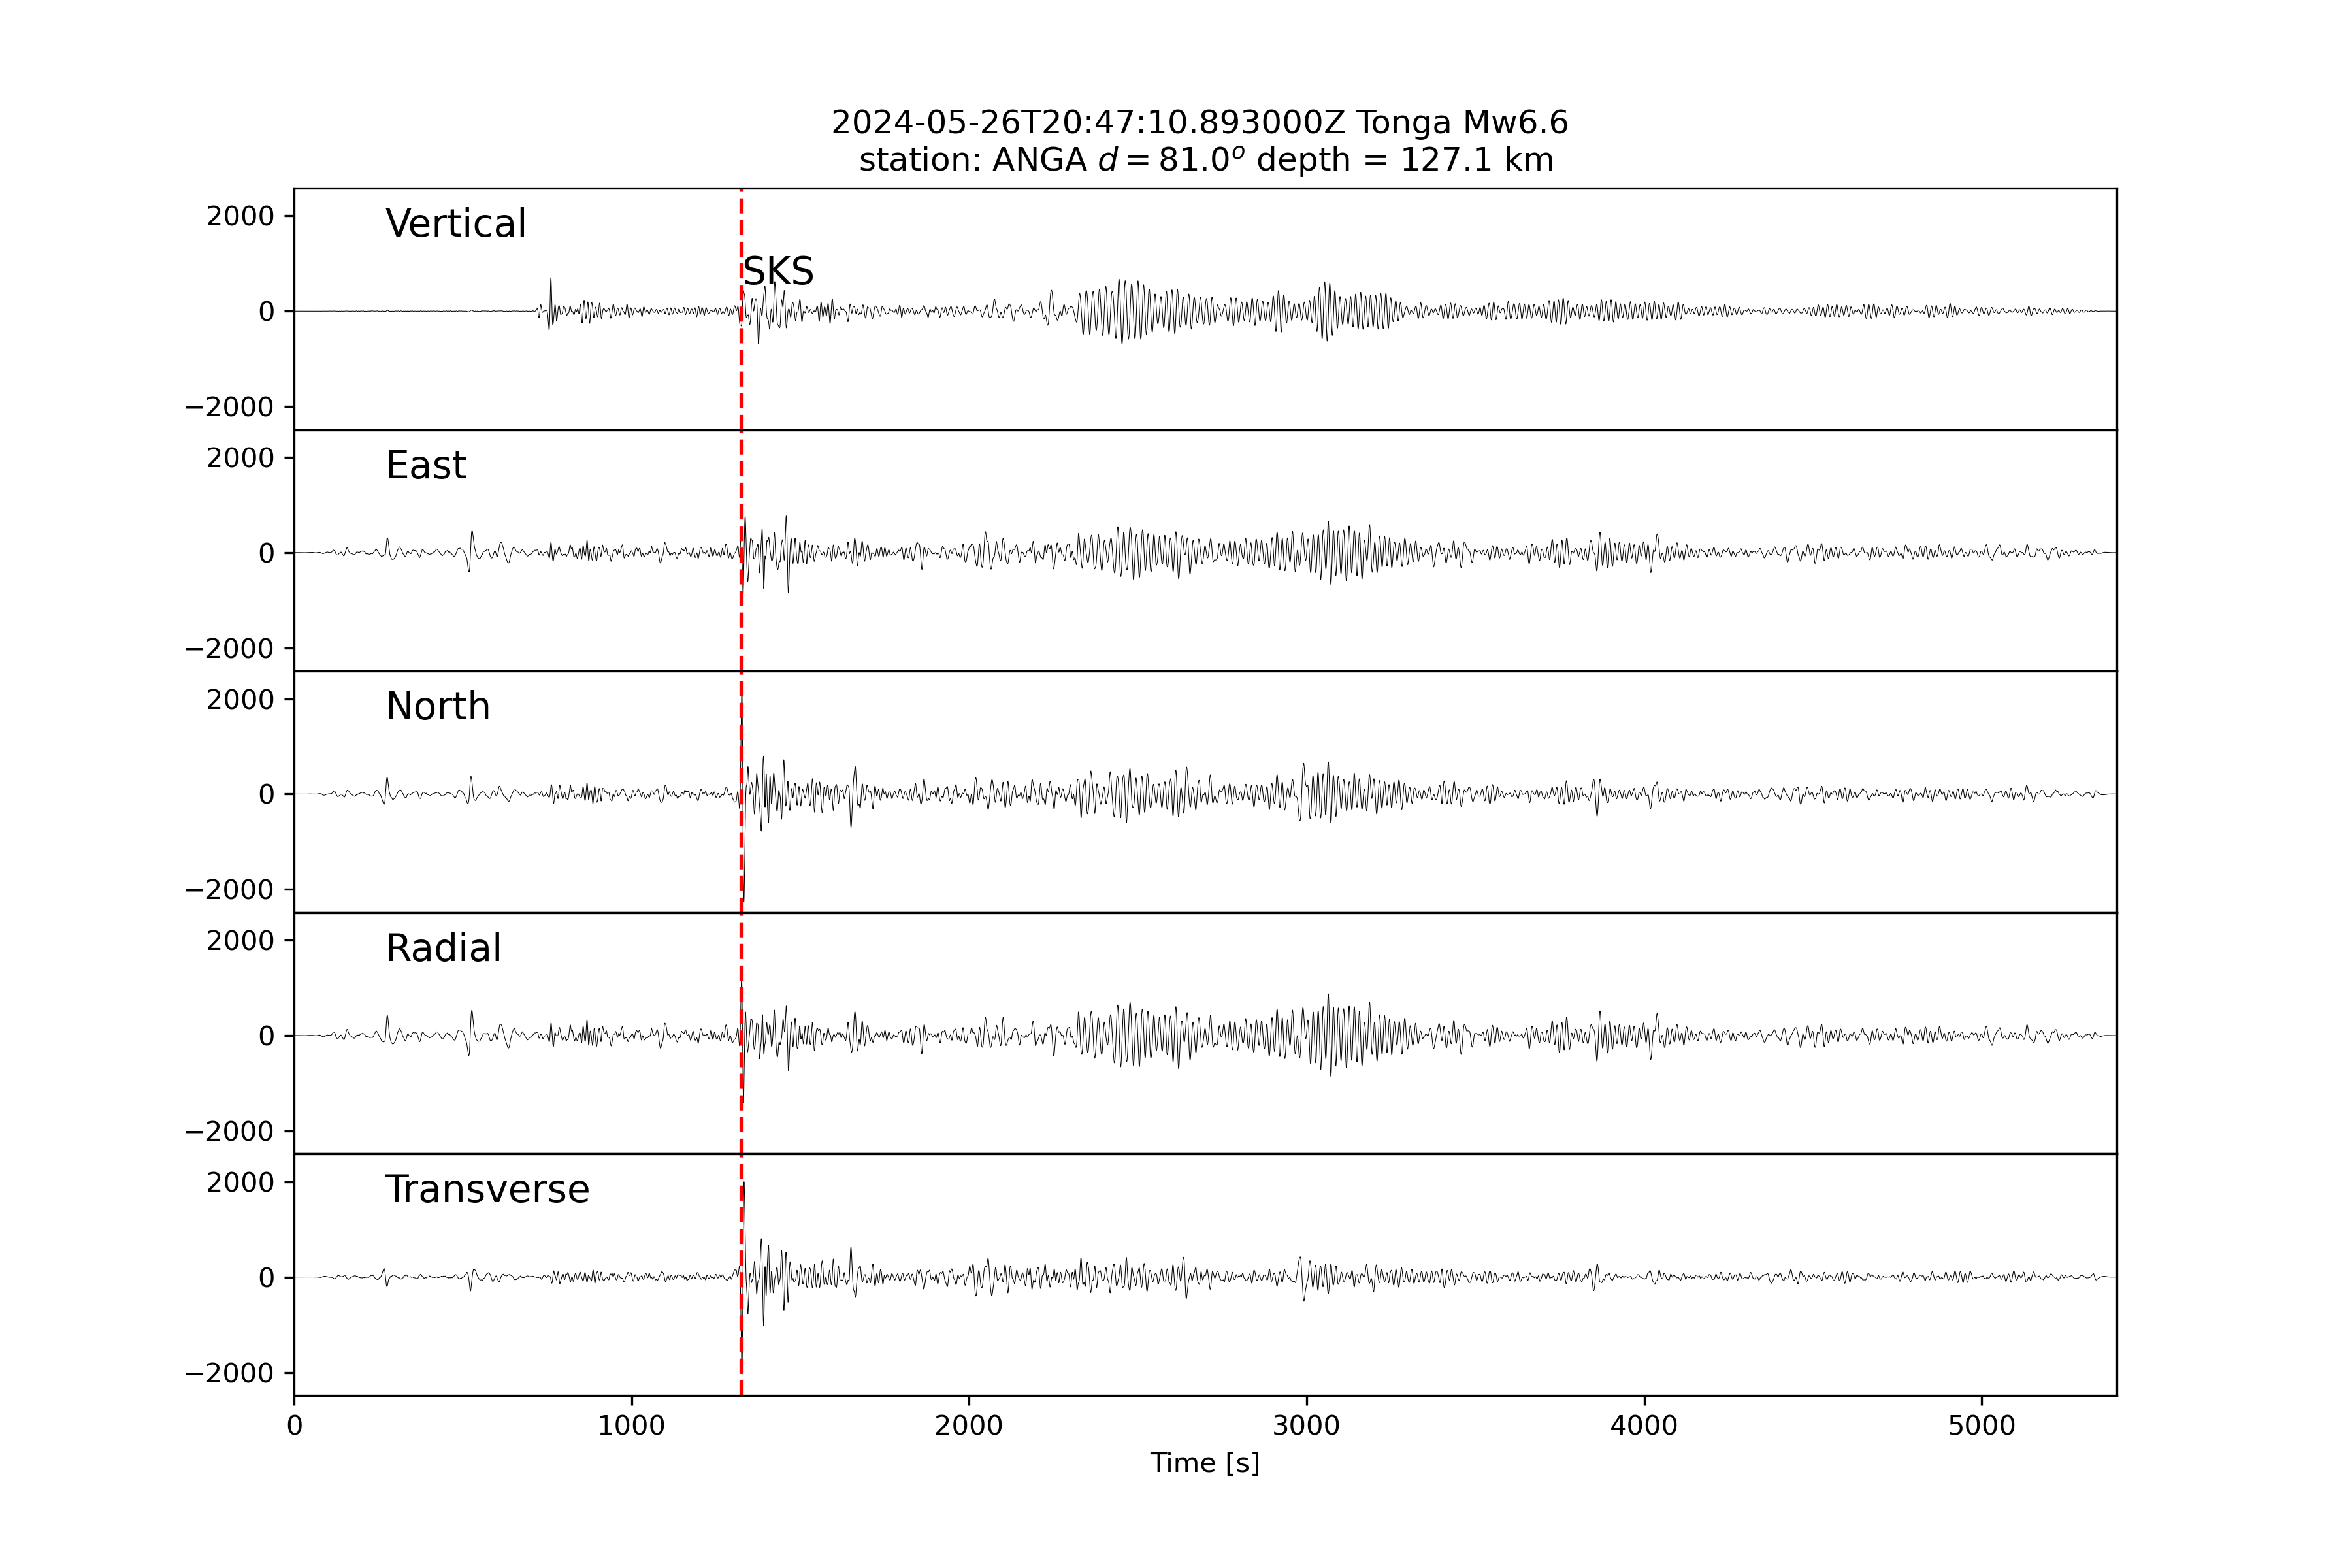 2024-05-26T20:47:10.893000Z Tonga Mw6.6
station: ANGA d = 81.0° depth = 127.1 km
Vertical
2000
SKS
0
−2000
East
2000
0
−2000
North
2000
0
−2000
Radial
2000
0
−2000
Transverse
2000
0
−2000
0 1000 2000 3000 4000 5000
Time [s]